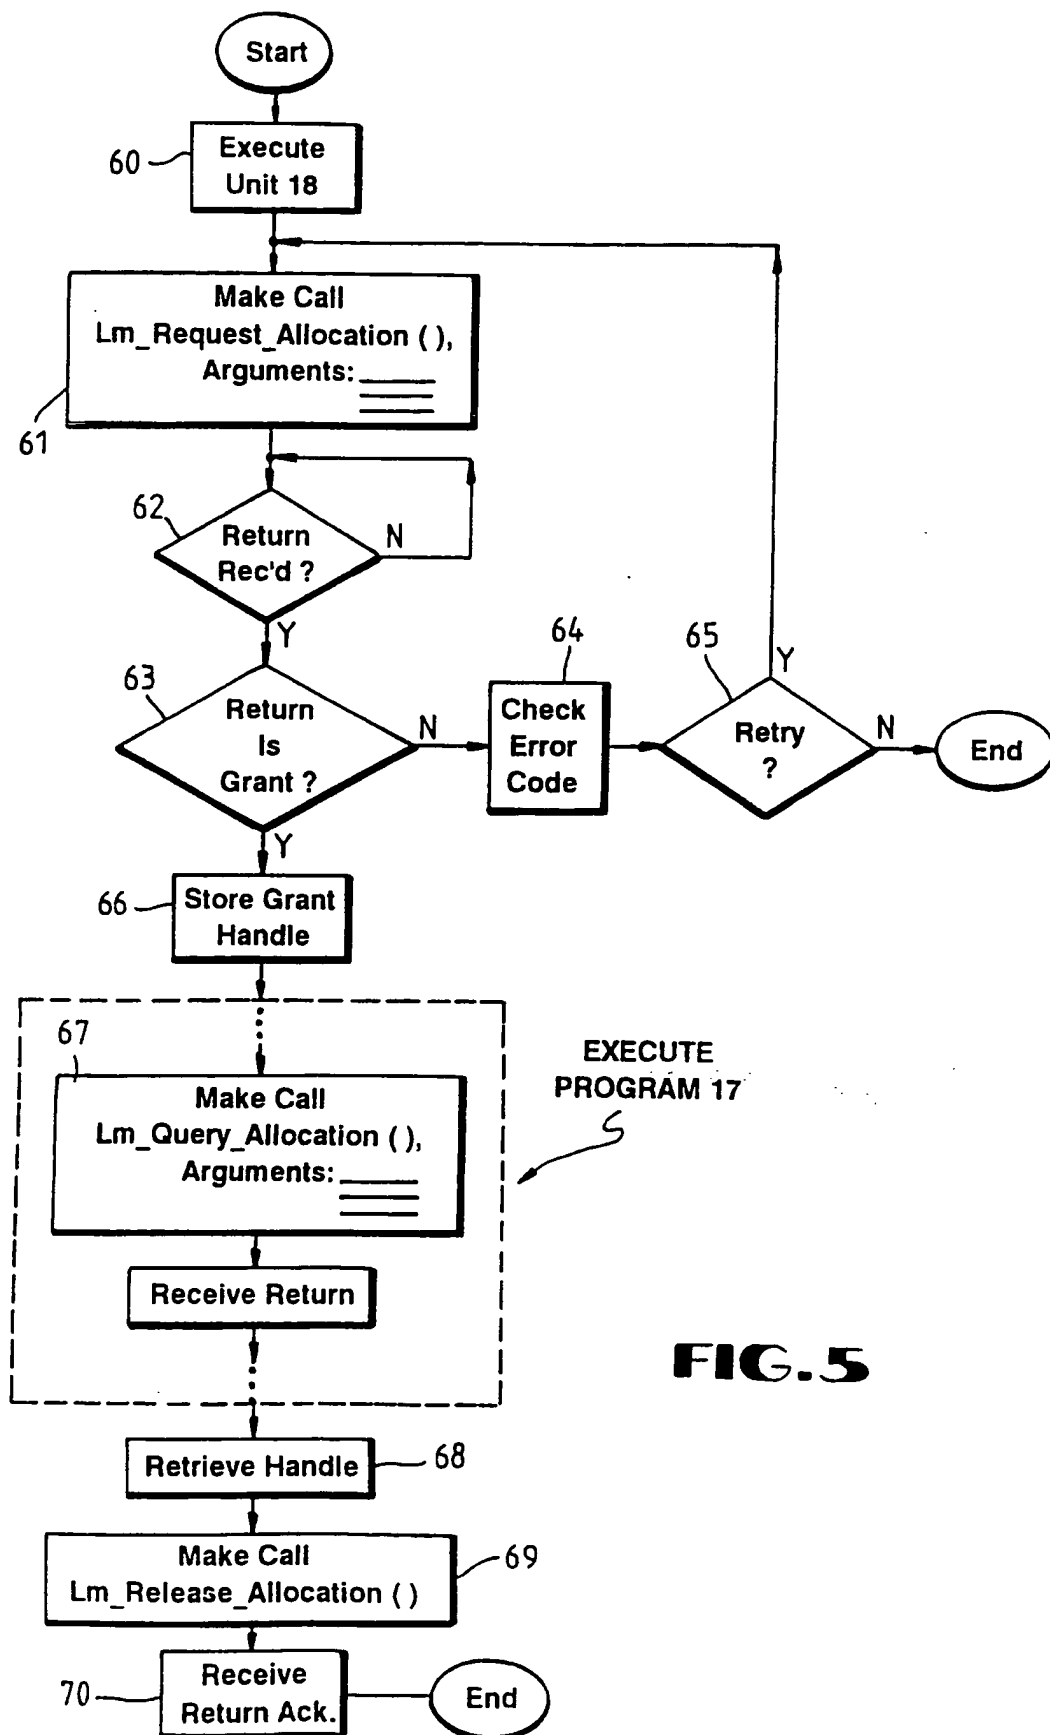 Start
60
Execute
Unit 18
Make Call
Lm_Request_Allocation ( ),
Arguments:
61
62
Return
Rec'd ?
N
Y
63
Return
Is
Grant ?
N
Y
64
Check
Error
Code
65
Retry
?
Y
N
End
66
Store Grant
Handle
67
Make Call
Lm_Query_Allocation ( ),
Arguments:
Receive Return
EXECUTE
PROGRAM 17
FIG.5
Retrieve Handle
68
Make Call
Lm_Release_Allocation ( )
69
70
Receive
Return Ack.
End